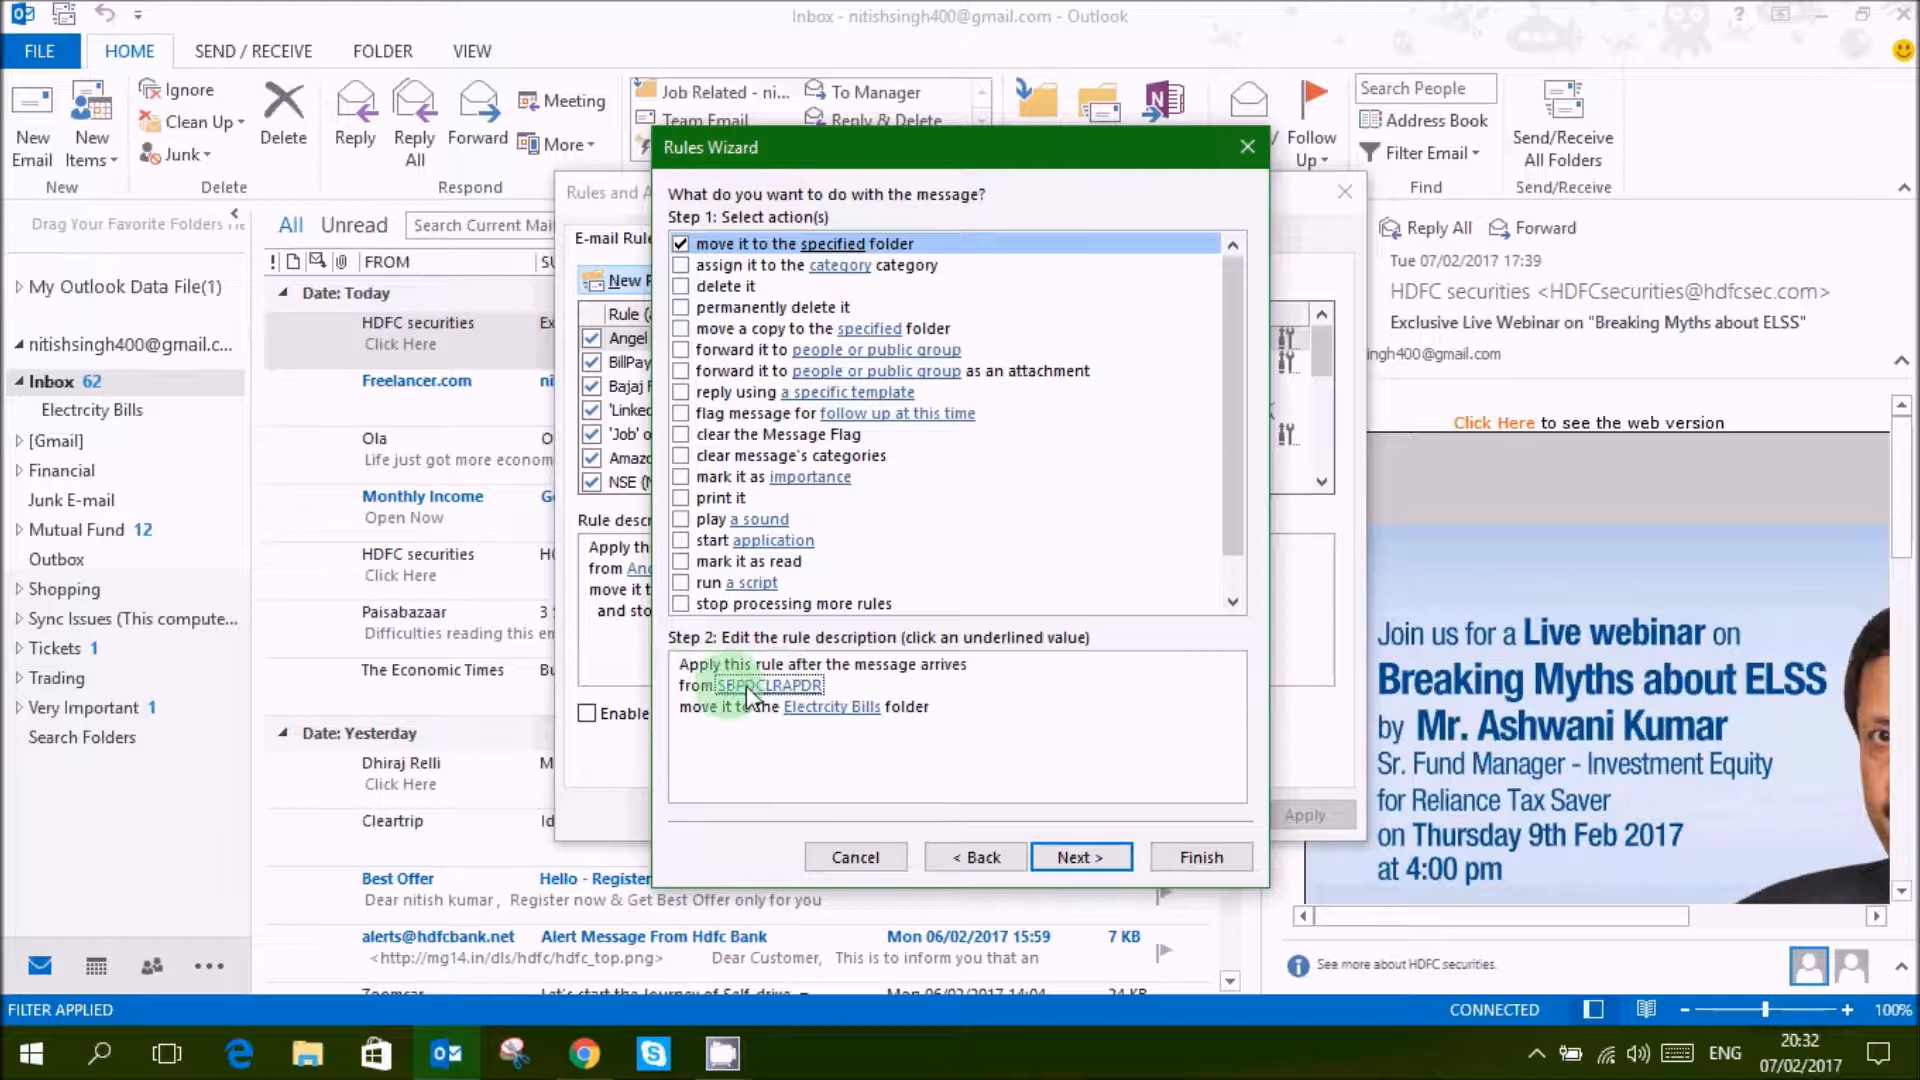 Inbox - nitishsingh400@gmail.com - Outlook
FILE
HOME
SEND / RECEIVE
FOLDER
VIEW
New Email
New Items
New
Ignore
Clean Up
Junk
Delete
Delete
Reply
Reply All
Forward
Meeting
More
Respond
Job Related - ni...
Team Email
To Manager
Reply & Delete
Follow Up
Search People
Address Book
Filter Email
Find
Send/Receive All Folders
Send/Receive
Drag Your Favorite Folders
My Outlook Data File(1)
nitishsingh400@gmail.c...
Inbox 62
Electrcity Bills
[Gmail]
Financial
Junk E-mail
Mutual Fund 12
Outbox
Shopping
Sync Issues (This compute...
Tickets 1
Trading
Very Important 1
Search Folders
All Unread
Search Current Mai
FROM
Date: Today
HDFC securities
Click Here
Freelancer.com
Ola
Life just got more econom
Monthly Income
Open Now
HDFC securities
Click Here
Paisabazaar
Difficulties reading this em
The Economic Times
Date: Yesterday
Dhiraj Relli
Click Here
Cleartrip
Best Offer Hello - Register
Dear nitish kumar, Register now & Get Best Offer only for you
alerts@hdfcbank.net Alert Message From Hdfc Bank Mon 06/02/2017 15:59 7 KB
<http://mg14.in/dls/hdfc/hdfc_top.png> Dear Customer, This is to inform you that an
Rules and A
E-mail Rule
New R
Rule (
Angel
BillPay
Bajaj F
'Linked
'Job' o
Amazo
NSE (N
Rule descr
Apply th
from Ang
move it t
and sto
Enable
Apply
Rules Wizard
What do you want to do with the message?
Step 1: Select action(s)
move it to the specified folder
assign it to the category category
delete it
permanently delete it
move a copy to the specified folder
forward it to people or public group
forward it to people or public group as an attachment
reply using a specific template
flag message for follow up at this time
clear the Message Flag
clear message's categories
mark it as importance
print it
play a sound
start application
mark it as read
run a script
stop processing more rules
Step 2: Edit the rule description (click an underlined value)
Apply this rule after the message arrives
from SBPDCLRAPDR
move it to the Electrcity Bills folder
Cancel
< Back
Next >
Finish
Reply All Forward
Tue 07/02/2017 17:39
HDFC securities <HDFCsecurities@hdfcsec.com>
Exclusive Live Webinar on "Breaking Myths about ELSS"
ngh400@gmail.com
Click Here to see the web version
Join us for a Live webinar on
Breaking Myths about ELSS
by Mr. Ashwani Kumar
Sr. Fund Manager - Investment Equity
for Reliance Tax Saver
on Thursday 9th Feb 2017
at 4:00 pm
See more about HDFC securities.
FILTER APPLIED
CONNECTED
100%
ENG
20:32
07/02/2017